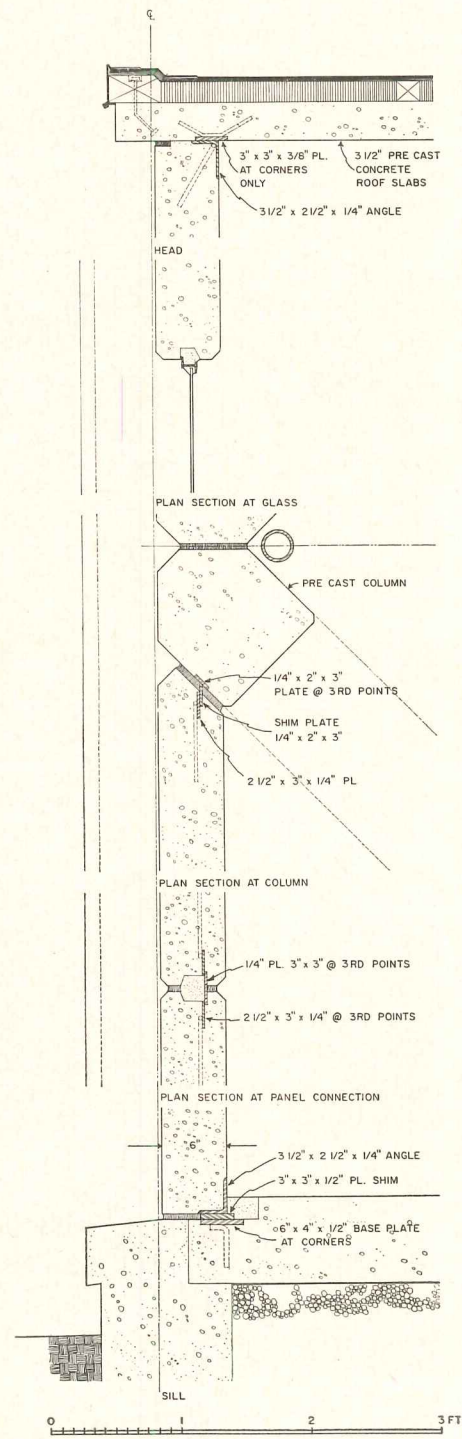 ℄
3" x 3" x 3/8" PL.
AT CORNERS
ONLY
3 1/2" PRE CAST
CONCRETE
ROOF SLABS
3 1/2" x 2 1/2" x 1/4" ANGLE
HEAD
PLAN SECTION AT GLASS
PRE CAST COLUMN
1/4" x 2" x 3"
PLATE @ 3RD POINTS
SHIM PLATE
1/4" x 2" x 3"
2 1/2" x 3" x 1/4" PL
PLAN SECTION AT COLUMN
1/4" PL. 3" x 3" @ 3RD POINTS
2 1/2" x 3" x 1/4" @ 3RD POINTS
PLAN SECTION AT PANEL CONNECTION
6"
3 1/2" x 2 1/2" x 1/4" ANGLE
3" x 3" x 1/2" PL. SHIM
6" x 4" x 1/2" BASE PLATE
AT CORNERS
SILL
0 1 2 3 FT